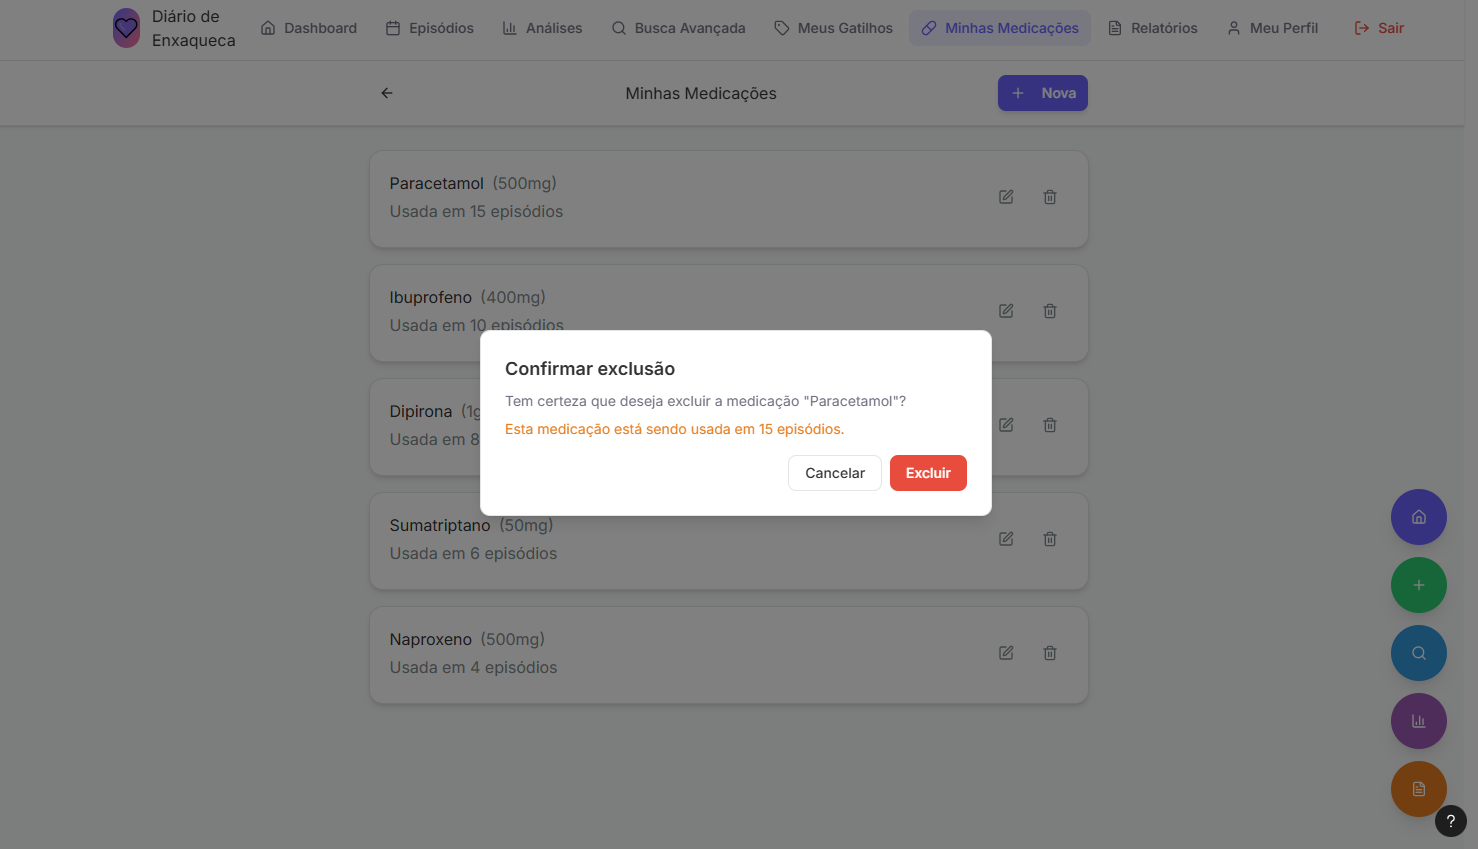 Diário de
Enxaqueca
Dashboard
Episódios
Análises
Busca Avançada
Meus Gatilhos
Minhas Medicações
Relatórios
Meu Perfil
Sair
Minhas Medicações
Nova
Paracetamol (500mg)
Usada em 15 episódios
Ibuprofeno (400mg)
Usada em 10 episódios
Dipirona (1g
Usada em 8
Confirmar exclusão
Tem certeza que deseja excluir a medicação "Paracetamol"?
Esta medicação está sendo usada em 15 episódios.
Cancelar
Excluir
Sumatriptano (50mg)
Usada em 6 episódios
Naproxeno (500mg)
Usada em 4 episódios
?